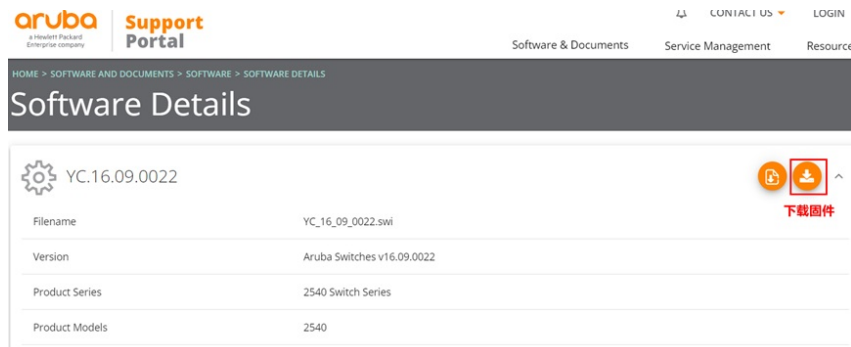 aruba
a Hewlett Packard
Enterprise company
Support
Portal
CONTACT US
LOGIN
Software & Documents
Service Management
Resource
HOME > SOFTWARE AND DOCUMENTS > SOFTWARE > SOFTWARE DETAILS
Software Details
YC.16.09.0022
下载固件
Filename
YC_16_09_0022.swi
Version
Aruba Switches v16.09.0022
Product Series
2540 Switch Series
Product Models
2540